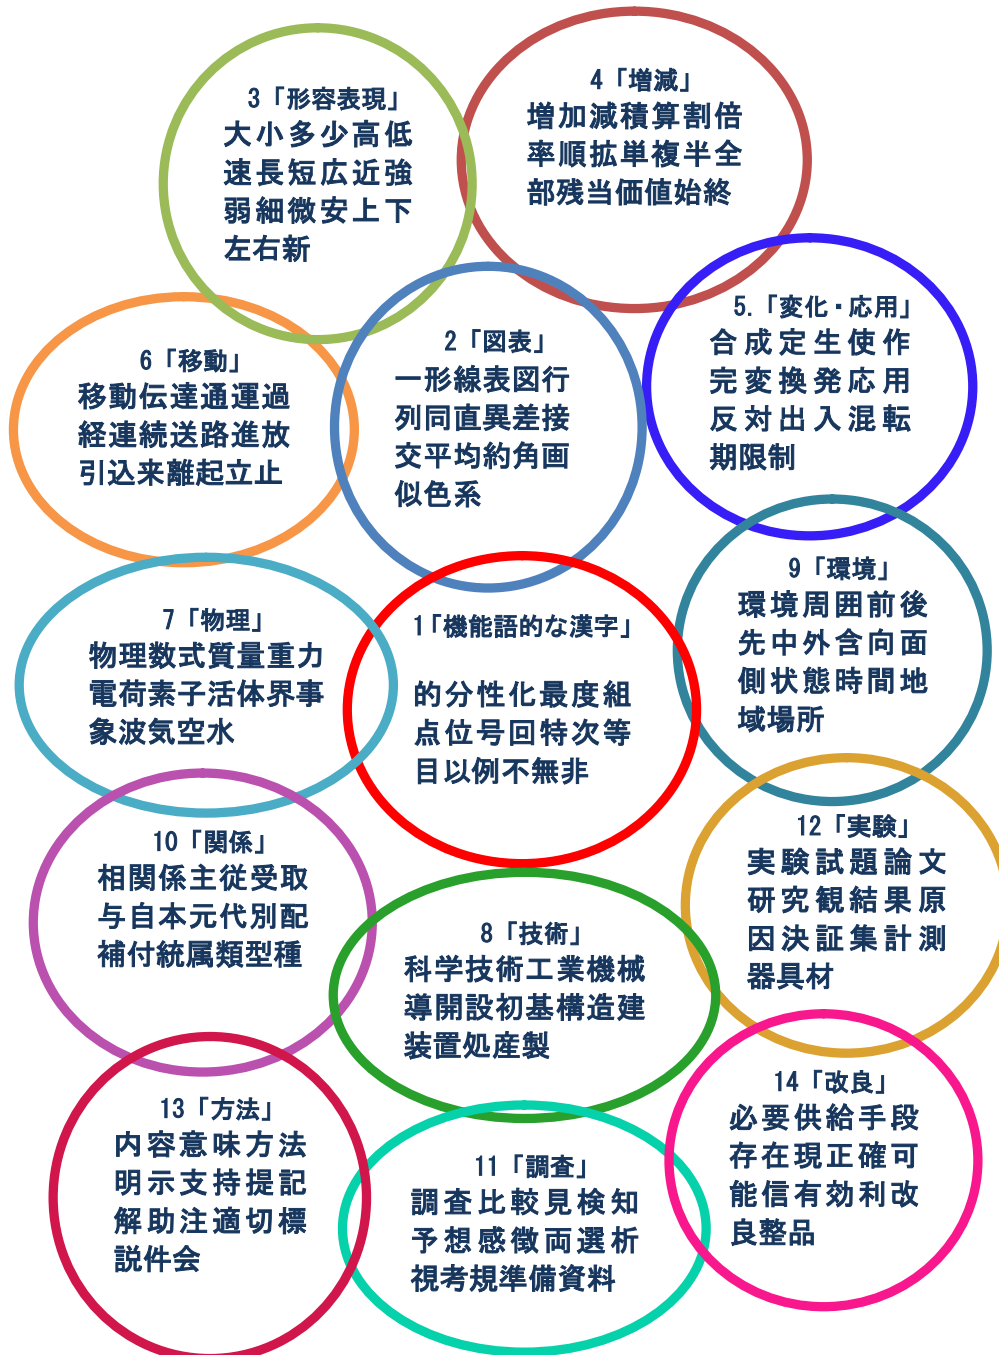 3「形容表現」
大小多少高低
速長短広近強
弱細微安上下
左右新
4「増減」
増加減積算割倍
率順拡単複半全
部残当価値始終
5.「変化・応用」
合成定生使作
完変換発応用
反対出入混転
期限制
6「移動」
移動伝達通運過
経連続送路進放
引込来離起立止
2「図表」
一形線表図行
列同直異差接
交平均約角画
似色系
9「環境」
環境周囲前後
先中外含向面
側状態時間地
域場所
7「物理」
物理数式質量重力
電荷素子活体界事
象波気空水
1「機能語的な漢字」
的分性化最度組
点位号回特次等
目以例不無非
10「関係」
相関係主従受取
与自本元代別配
補付統属類型種
12「実験」
実験試題論文
研究観結果原
因決証集計測
器具材
8「技術」
科学技術工業機械
導開設初基構造建
装置処産製
13「方法」
内容意味方法
明示支持提記
解助注適切標
説件会
14「改良」
必要供給手段
存在現正確可
能信有効利改
良整品
11「調査」
調査比較見検知
予想感徴両選析
視考規準備資料